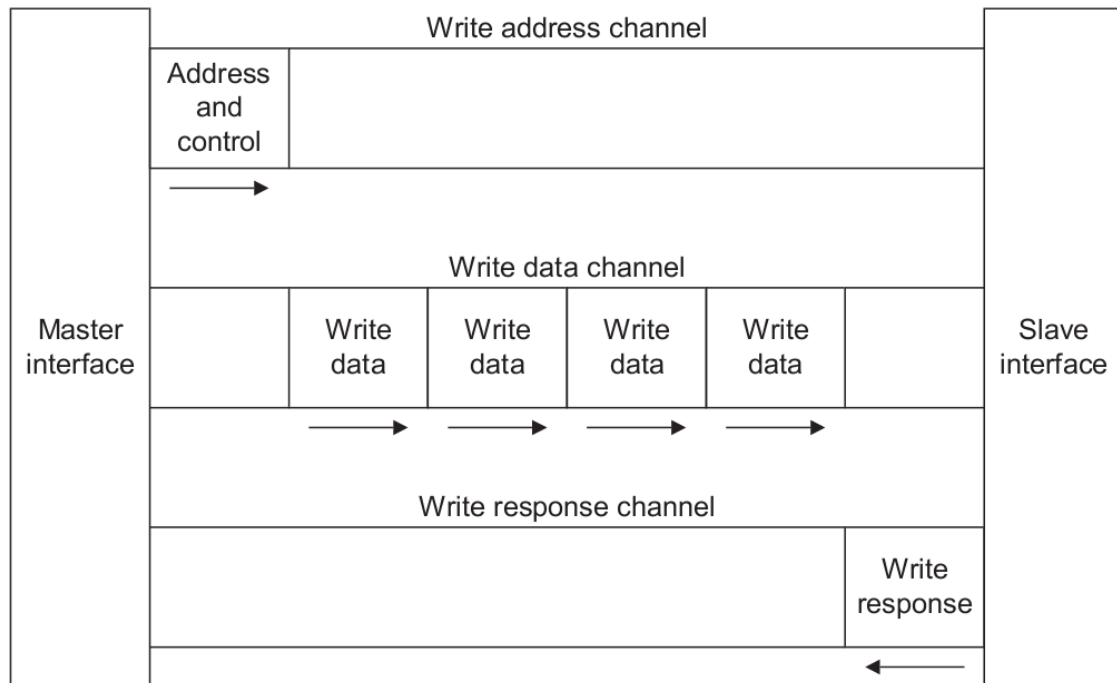 Write address channel
Address
and
control
Write data channel
Master
interface
Write
data
Write
data
Write
data
Write
data
Slave
interface
Write response channel
Write
response